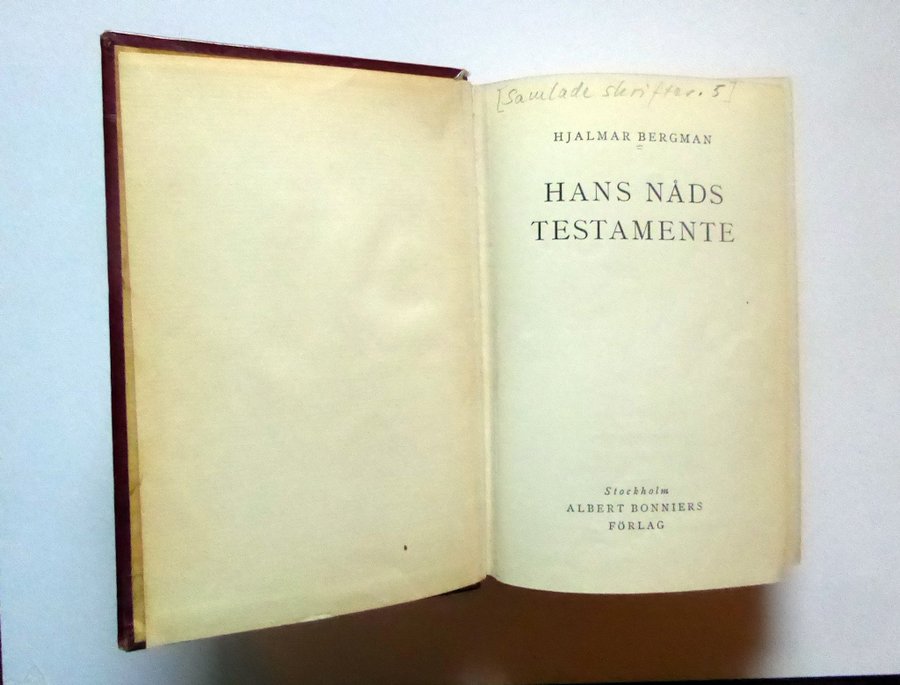 [Samlade skrifter. 5]
HJALMAR BERGMAN
HANS NÅDS
TESTAMENTE
Stockholm
ALBERT BONNIERS
FÖRLAG